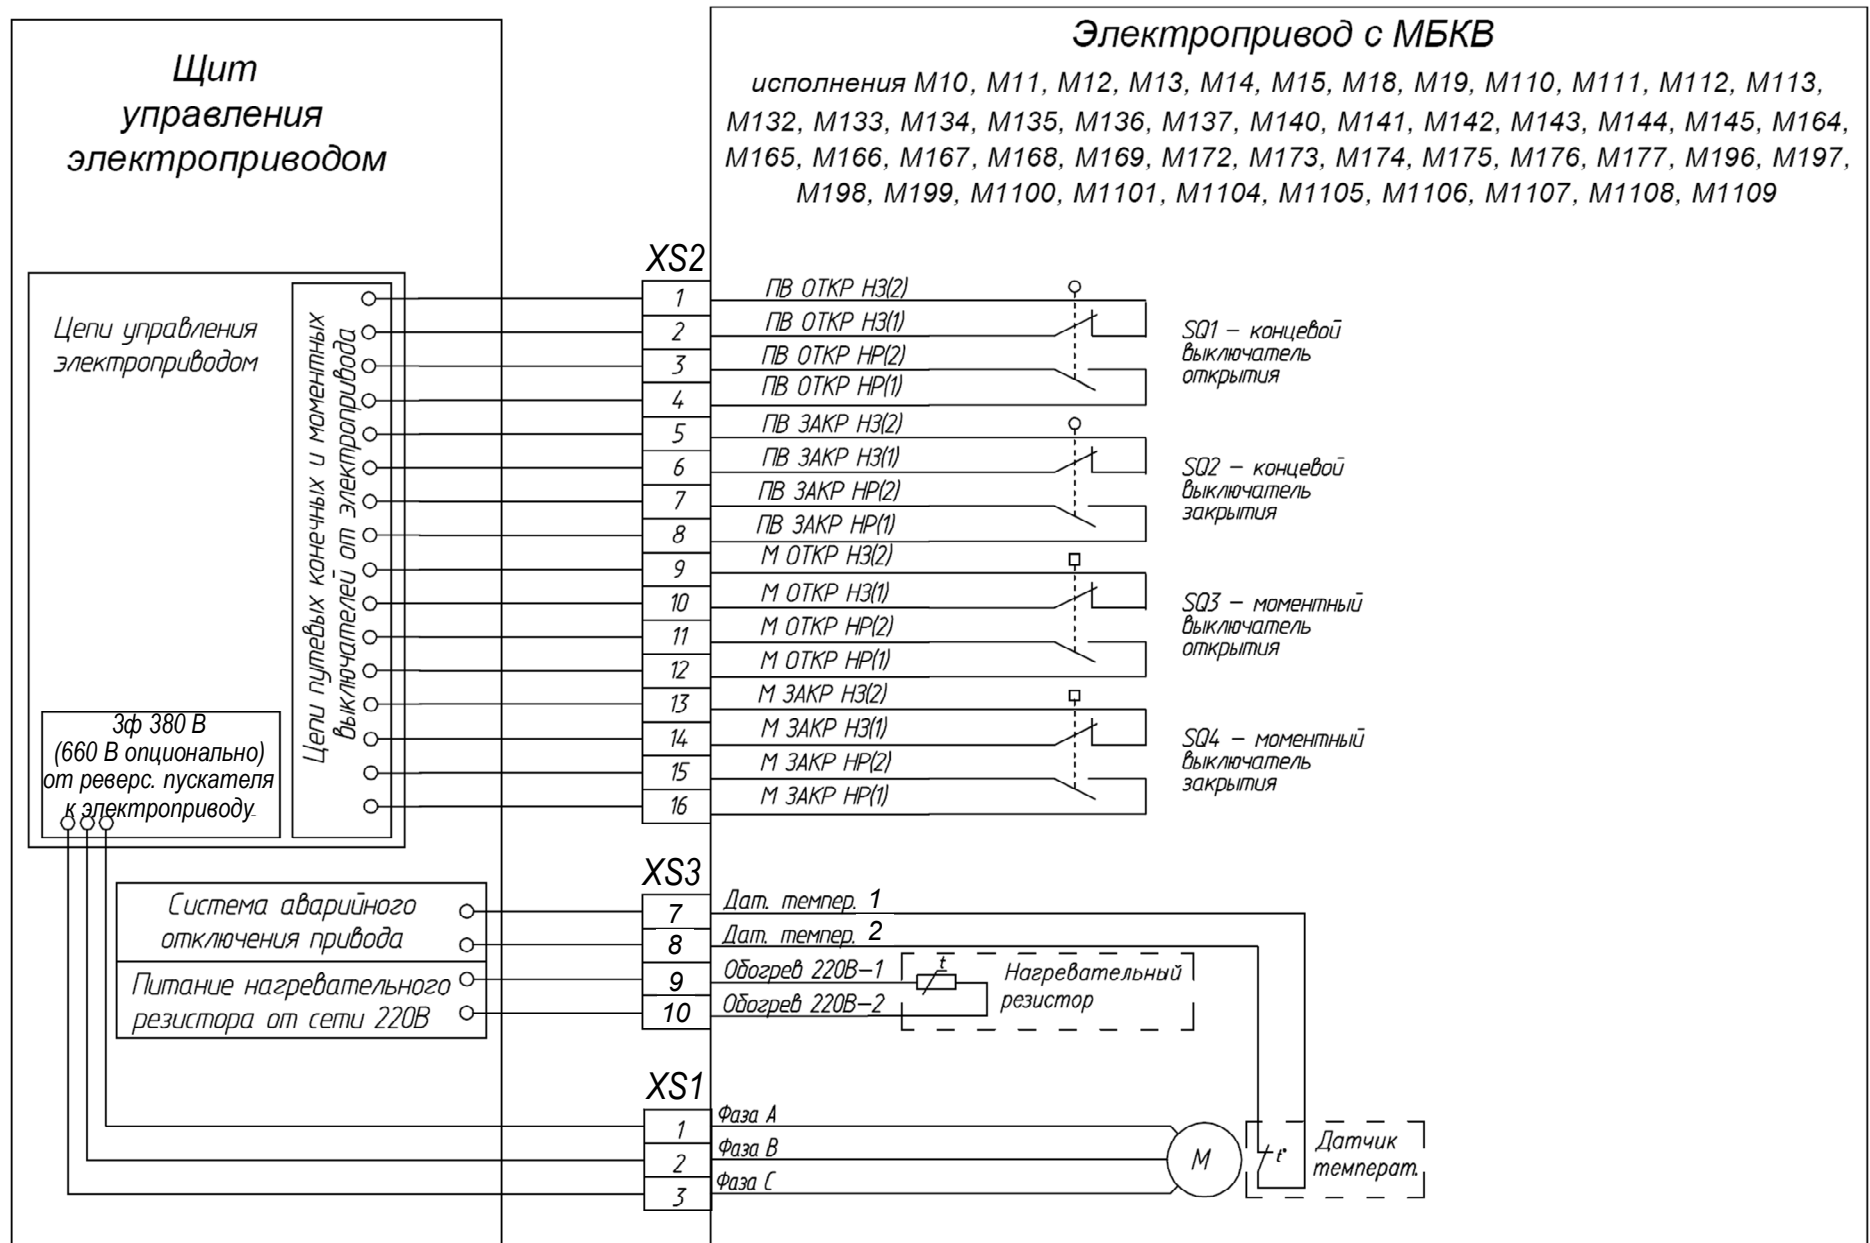 Щит
управления
электроприводом
Электропривод с МБКВ
исполнения М10, М11, М12, М13, М14, М15, М18, М19, М110, М111, М112, М113,
М132, М133, М134, М135, М136, М137, М140, М141, М142, М143, М144, М145, М164,
М165, М166, М167, М168, М169, М172, М173, М174, М175, М176, М177, М196, М197,
М198, М199, М1100, М1101, М1104, М1105, М1106, М1107, М1108, М1109
Цепи управления
электроприводом
Цепи путевых конечных и моментных
выключателей от электропривода
3ф 380 В
(660 В опционально)
от реверс. пускателя
к электроприводу
XS2
1 ПВ ОТКР НЗ(2)
2 ПВ ОТКР НЗ(1)
3 ПВ ОТКР НР(2)
4 ПВ ОТКР НР(1)
5 ПВ ЗАКР НЗ(2)
6 ПВ ЗАКР НЗ(1)
7 ПВ ЗАКР НР(2)
8 ПВ ЗАКР НР(1)
9 М ОТКР НЗ(2)
10 М ОТКР НЗ(1)
11 М ОТКР НР(2)
12 М ОТКР НР(1)
13 М ЗАКР НЗ(2)
14 М ЗАКР НЗ(1)
15 М ЗАКР НР(2)
16 М ЗАКР НР(1)
SQ1 – концевой
выключатель
открытия
SQ2 – концевой
выключатель
закрытия
SQ3 – моментный
выключатель
открытия
SQ4 – моментный
выключатель
закрытия
Система аварийного
отключения привода
Питание нагревательного
резистора от сети 220В
XS3
7 Дат. темпер. 1
8 Дат. темпер. 2
9 Обогрев 220В–1
10 Обогрев 220В–2
t
Нагревательный
резистор
XS1
1 Фаза А
2 Фаза В
3 Фаза С
М
t°
Датчик
температ.